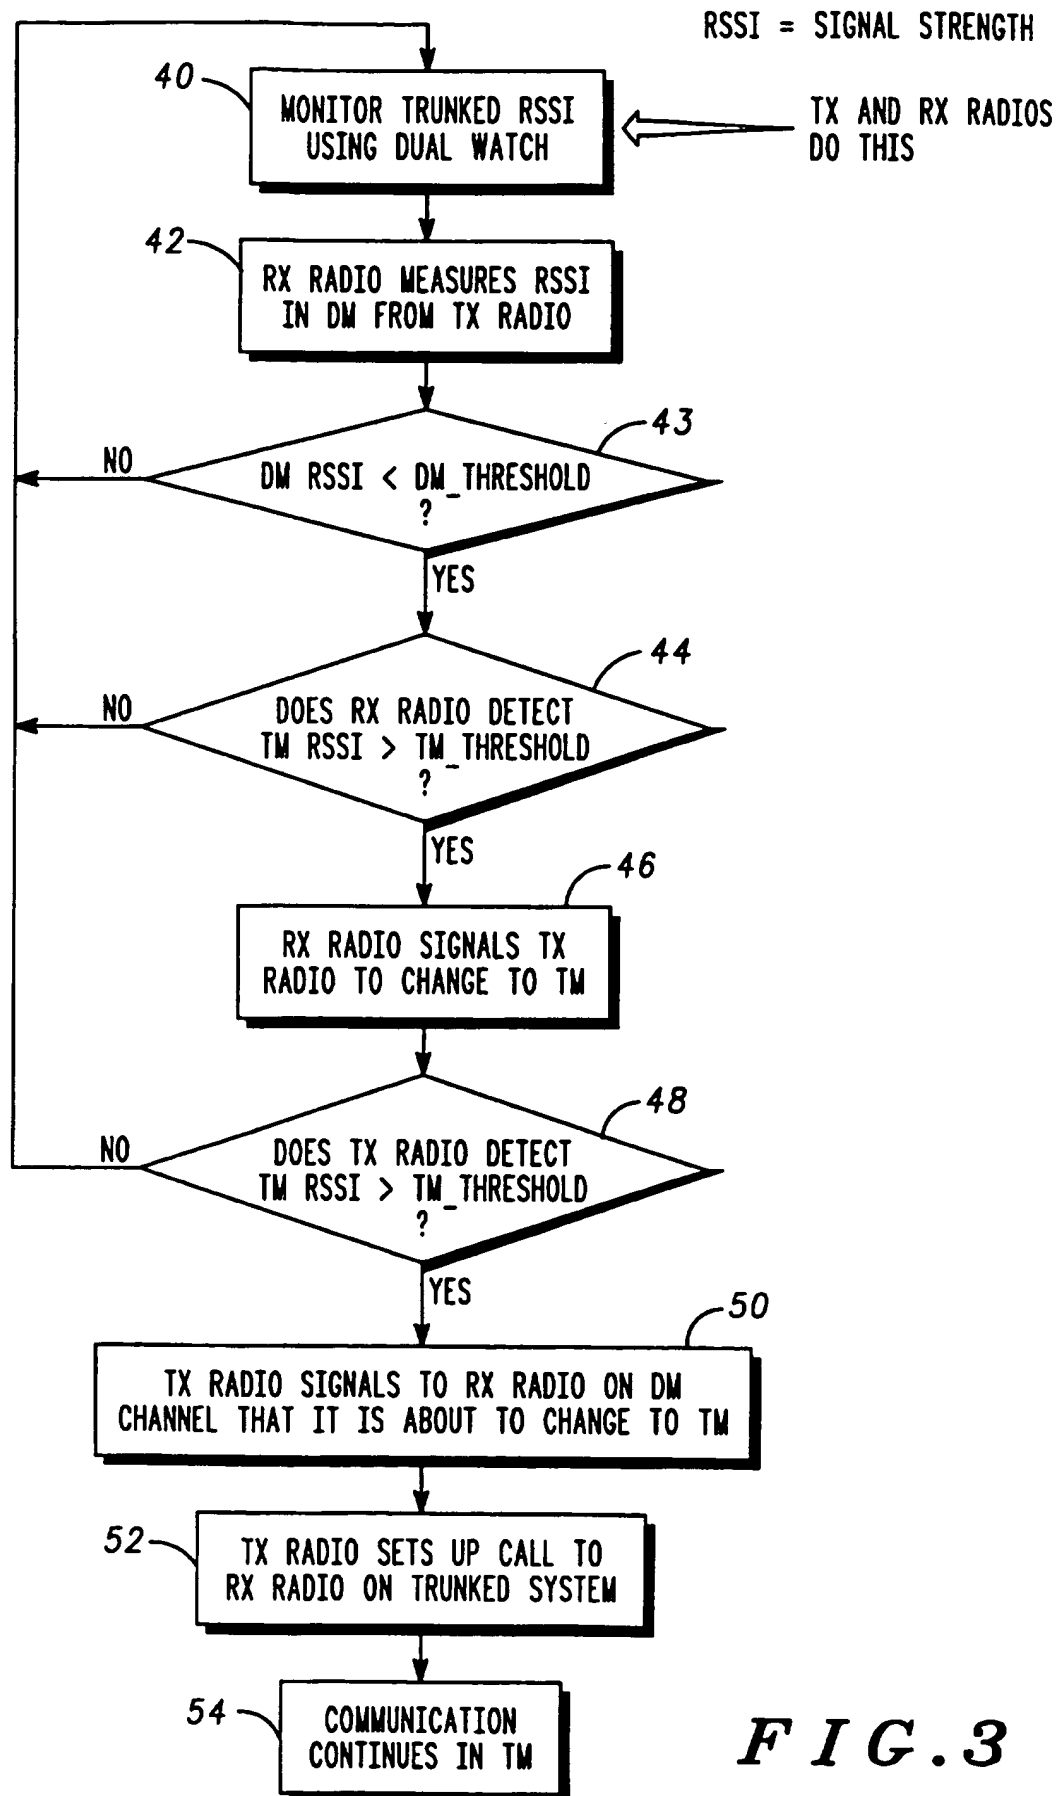 RSSI = SIGNAL STRENGTH
40
MONITOR TRUNKED RSSI
USING DUAL WATCH
TX AND RX RADIOS
DO THIS
42
RX RADIO MEASURES RSSI
IN DM FROM TX RADIO
43
NO
DM RSSI < DM_THRESHOLD
?
YES
44
NO
DOES RX RADIO DETECT
TM RSSI > TM_THRESHOLD
?
YES
46
RX RADIO SIGNALS TX
RADIO TO CHANGE TO TM
48
NO
DOES TX RADIO DETECT
TM RSSI > TM_THRESHOLD
?
YES
50
TX RADIO SIGNALS TO RX RADIO ON DM
CHANNEL THAT IT IS ABOUT TO CHANGE TO TM
52
TX RADIO SETS UP CALL TO
RX RADIO ON TRUNKED SYSTEM
54
COMMUNICATION
CONTINUES IN TM
FIG.3